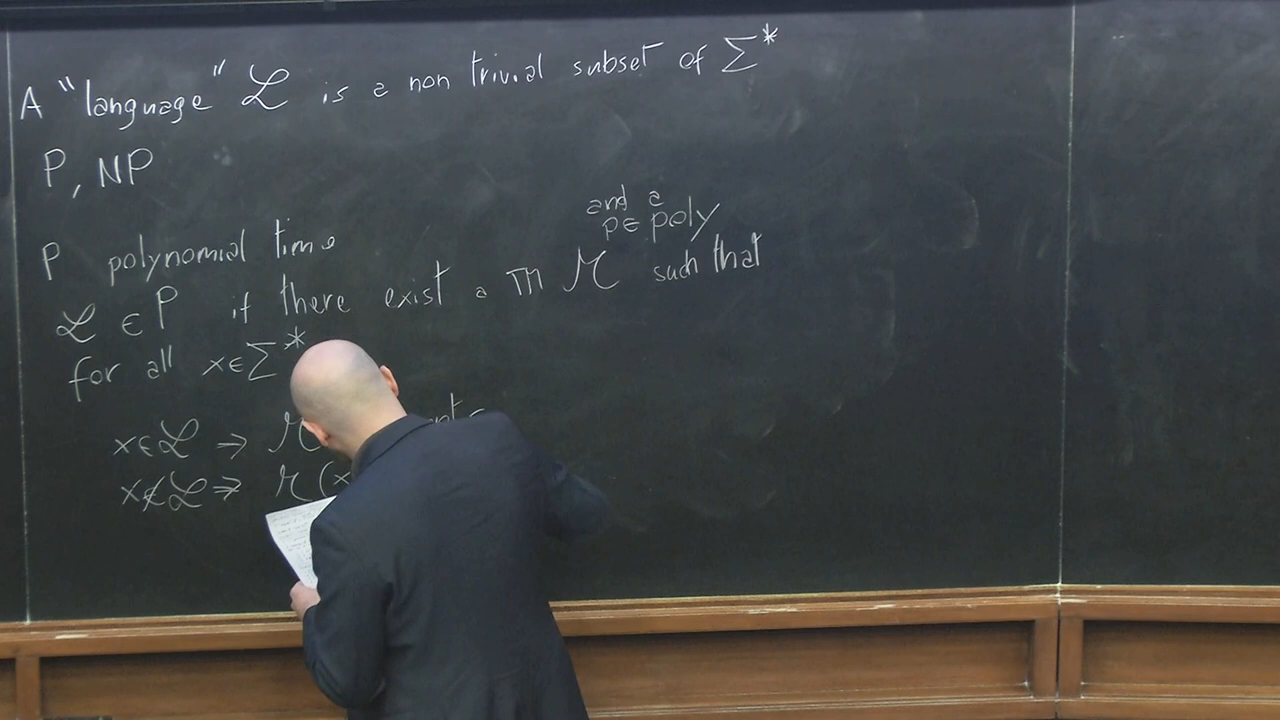 A "language" ℒ is a non trivial subset of Σ*
P, NP
P polynomial time
and a
p ∈ poly
ℒ ∈ P if there exist a TM ℳ such that
for all x ∈ Σ*
x ∈ ℒ ⇒ ℳ
x ∉ ℒ ⇒ ℳ (x